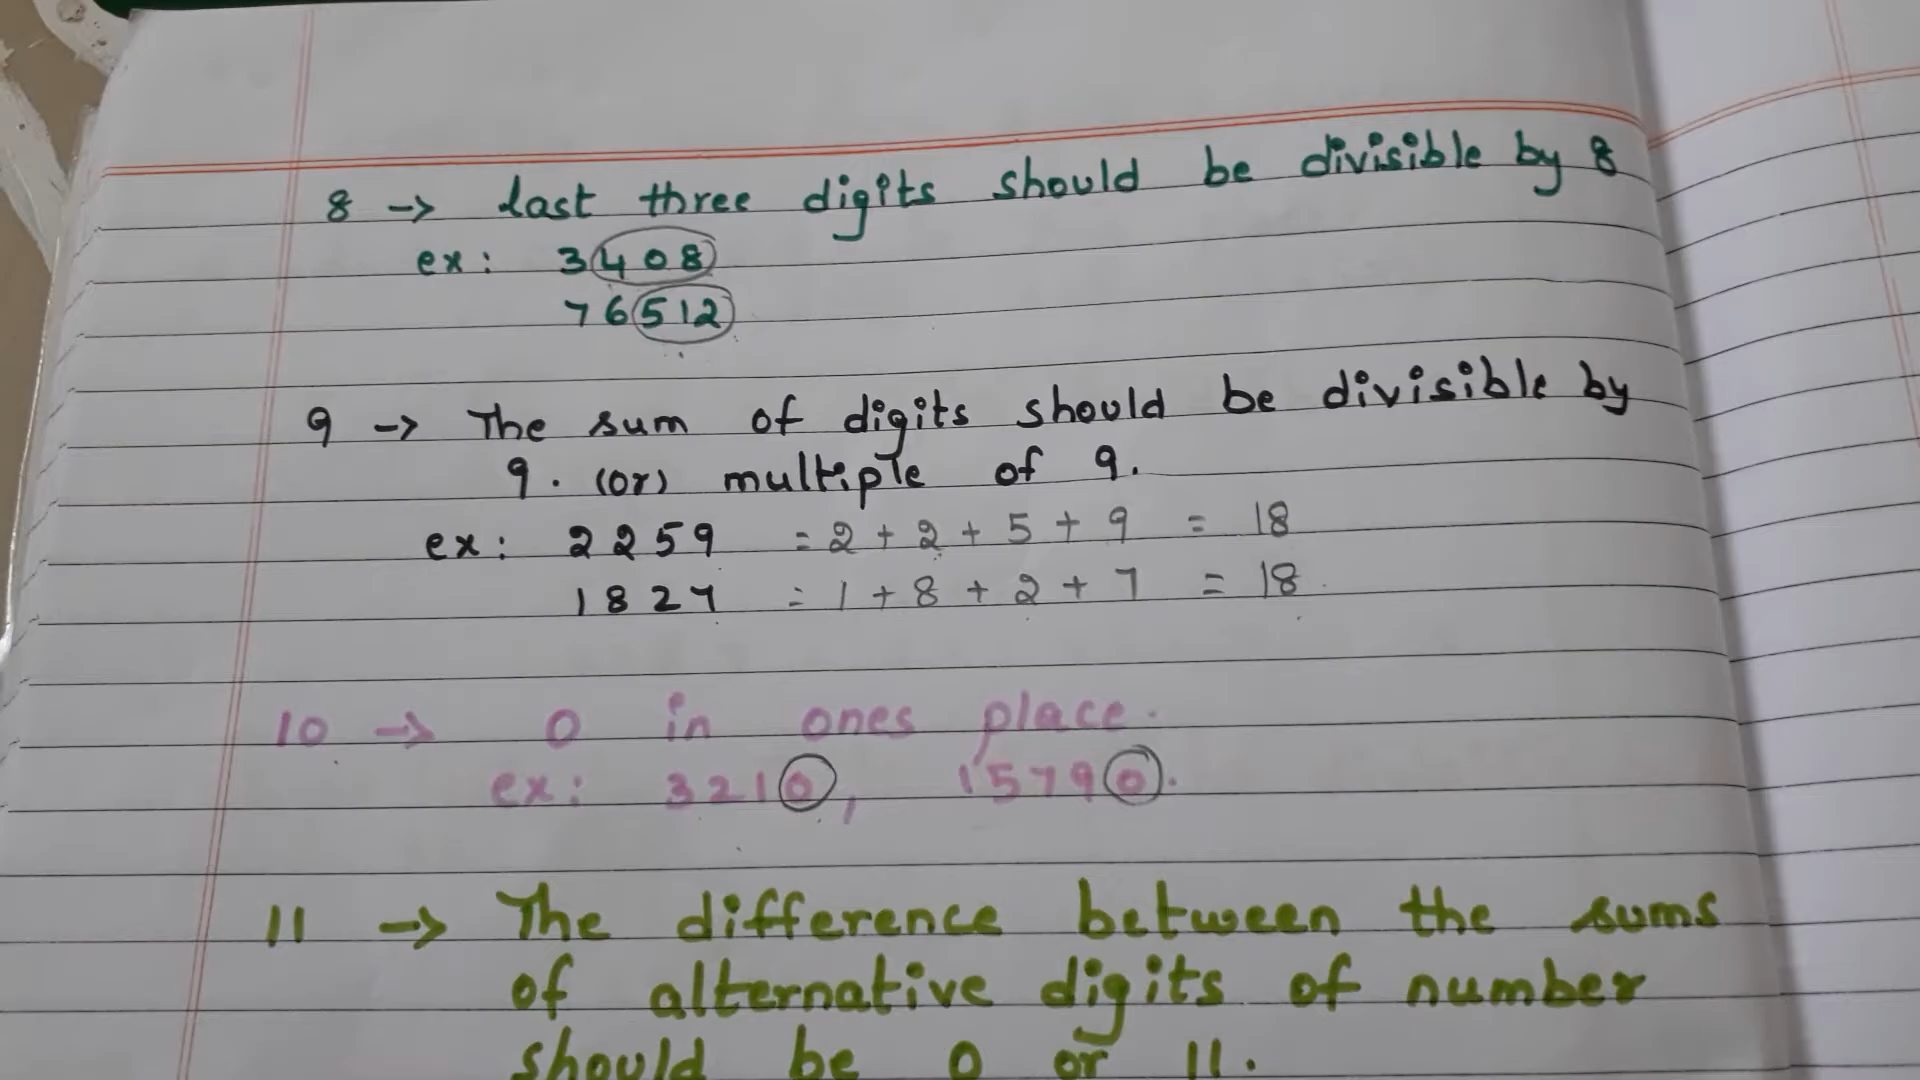 8 -> Last three digits should be divisible by 8
ex: 3408
76512
9 -> The sum of digits should be divisible by
9. (or) multiple of 9.
ex: 2259 = 2 + 2 + 5 + 9 = 18
1827 = 1 + 8 + 2 + 7 = 18
10 -> 0 in ones place.
ex: 3210, 15790.
11 -> The difference between the sums
of alternative digits of number
should be 0 or 11.